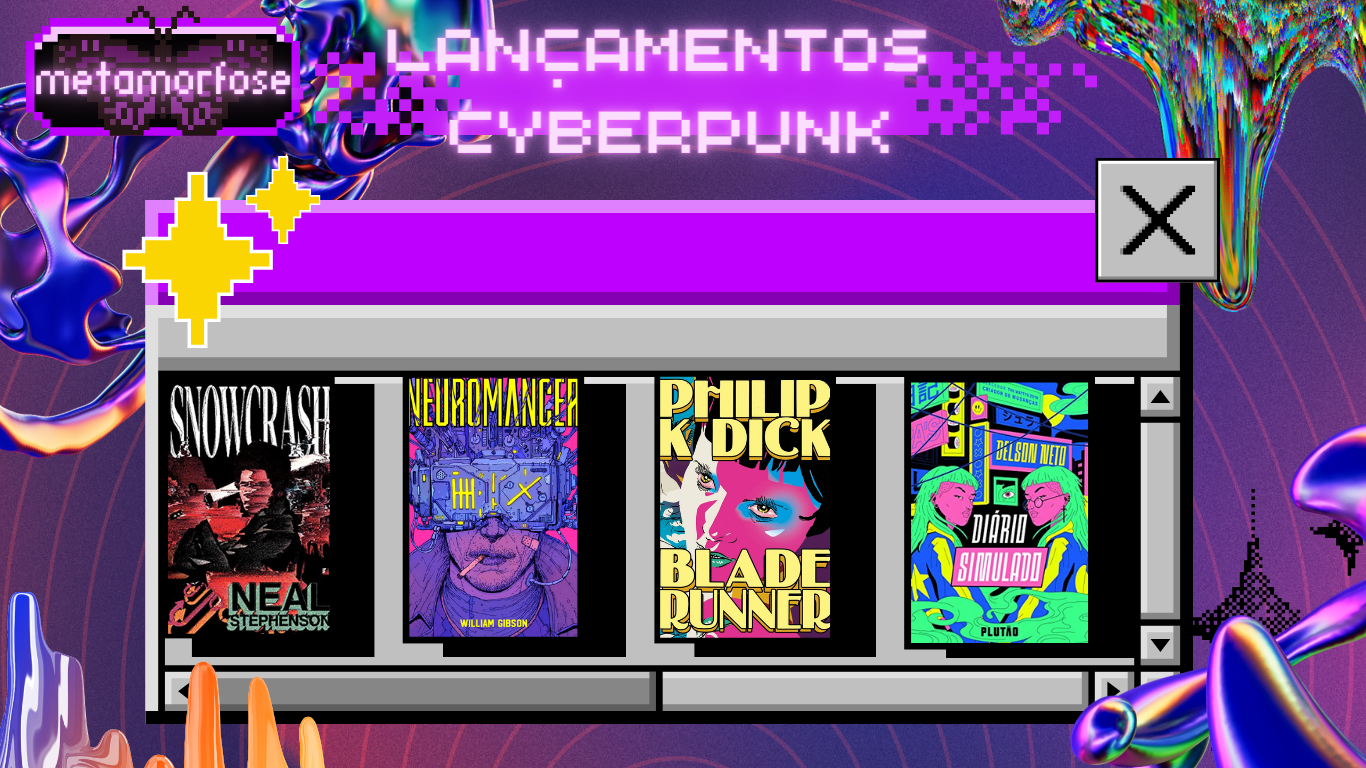 metamorfose
LANÇAMENTOS
CYBERPUNK
SNOWCRASH
NEAL
STEPHENSON
NEUROMANCER
WILLIAM GIBSON
PHILIP
K. DICK
BLADE
RUNNER
DELSON NETO
DIÁRIO
SIMULADO
PLUTÃO